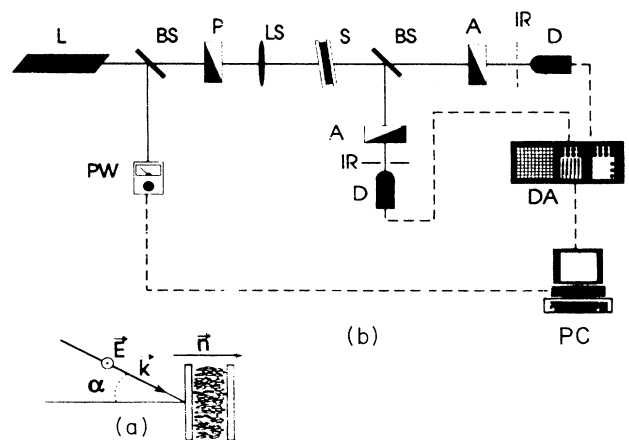 L BS P LS S BS A IR D
A
IR
D
PW
DA
PC
(b)
E⃗
k⃗
n⃗
α
(a)